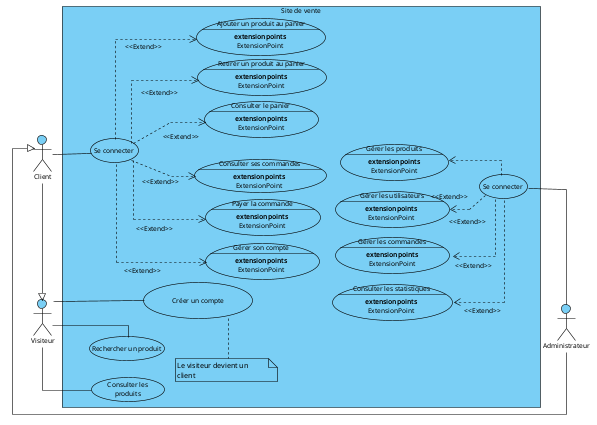 Site de vente
Ajouter un produit au panier
extension points
ExtensionPoint
<<Extend>>
Retirer un produit au panier
extension points
ExtensionPoint
<<Extend>>
Consulter le panier
extension points
ExtensionPoint
<<Extend>>
Se connecter
Client
Consulter ses commandes
extension points
ExtensionPoint
<<Extend>>
Payer la commande
extension points
ExtensionPoint
<<Extend>>
Gérer son compte
extension points
ExtensionPoint
<<Extend>>
Gérer les produits
extension points
ExtensionPoint
<<Extend>>
Se connecter
Gérer les utilisateurs
extension points
ExtensionPoint
<<Extend>>
Gérer les commandes
extension points
ExtensionPoint
<<Extend>>
Consulter les statistiques
extension points
ExtensionPoint
<<Extend>>
Administrateur
Créer un compte
Visiteur
Rechercher un produit
Le visiteur devient un
client
Consulter les
produits